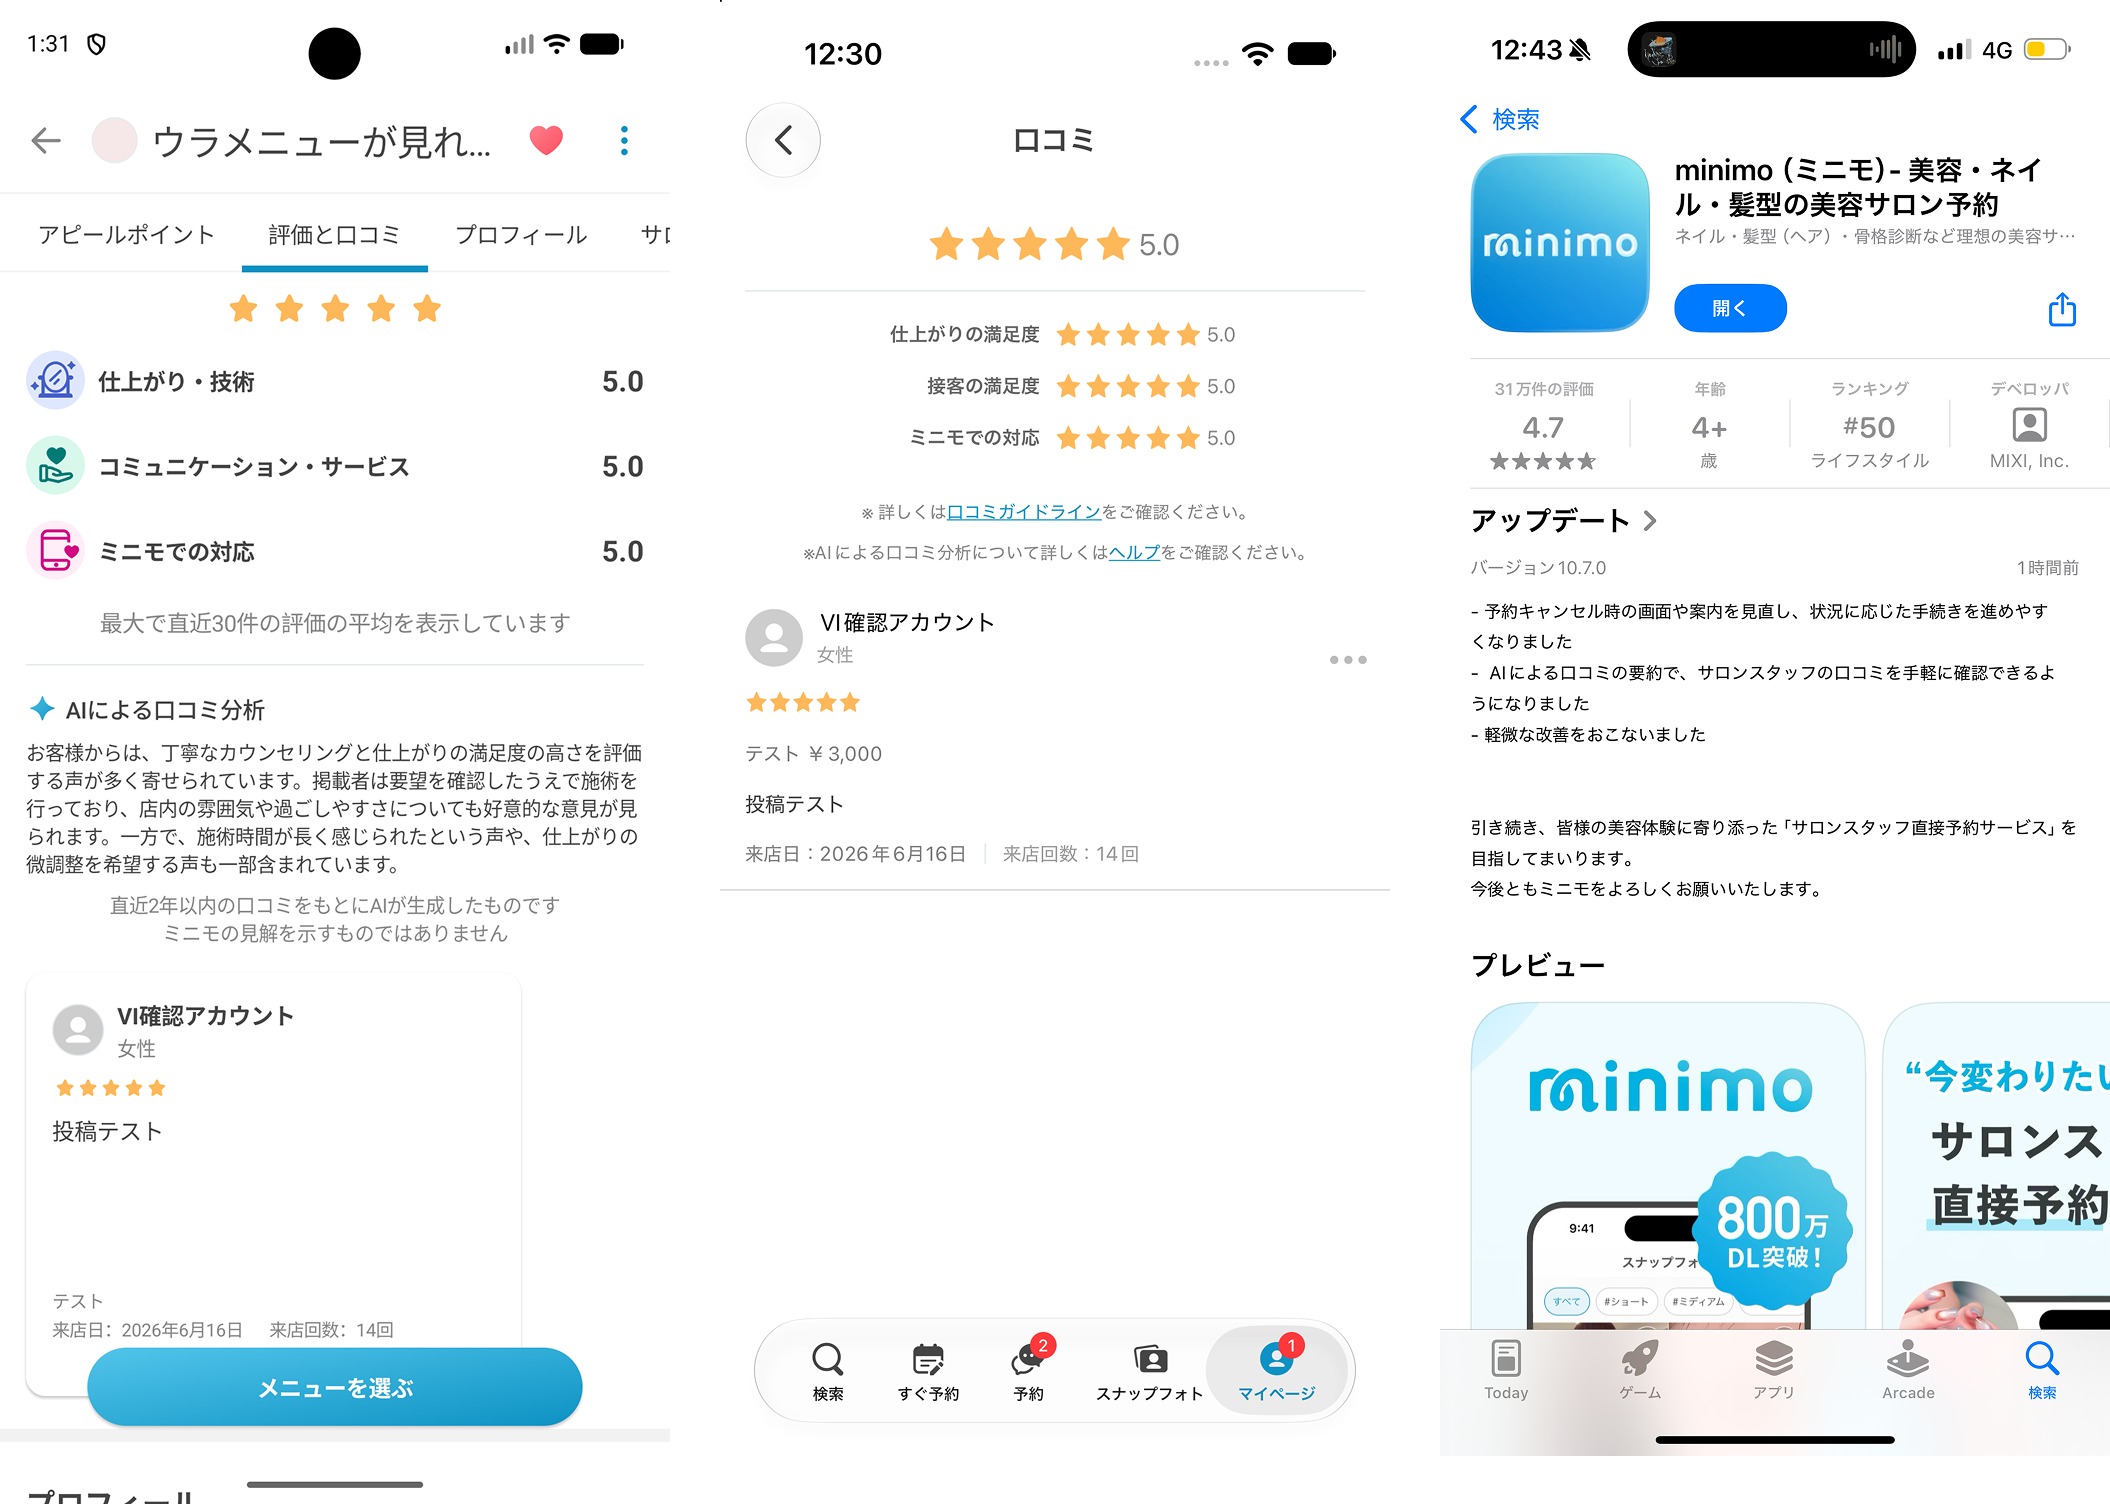 1:31
ウラメニューが見れ...
アピールポイント
評価と口コミ
プロフィール
仕上がり・技術
5.0
コミュニケーション・サービス
5.0
ミニモでの対応
5.0
最大で直近30件の評価の平均を表示しています
AIによる口コミ分析
お客様からは、丁寧なカウンセリングと仕上がりの満足度の高さを評価
する声が多く寄せられています。掲載者は要望を確認したうえで施術を
行っており、店内の雰囲気や過ごしやすさについても好意的な意見が見
られます。一方で、施術時間が長く感じられたという声や、仕上がりの
微調整を希望する声も一部含まれています。
直近2年以内の口コミをもとにAIが生成したものです
ミニモの見解を示すものではありません
VI確認アカウント
女性
投稿テスト
テスト
来店日：2026年6月16日　来店回数：14回
メニューを選ぶ
プロフィール
12:30
口コミ
5.0
仕上がりの満足度 5.0
接客の満足度 5.0
ミニモでの対応 5.0
※ 詳しくは口コミガイドラインをご確認ください。
※AIによる口コミ分析について詳しくはヘルプをご確認ください。
VI確認アカウント
女性
テスト ￥3,000
投稿テスト
来店日：2026年6月16日 来店回数：14回
検索
すぐ予約
2
予約
スナップフォト
1
マイページ
12:43
4G
検索
minimo
minimo（ミニモ）- 美容・ネイ
ル・髪型の美容サロン予約
ネイル・髪型（ヘア）・骨格診断など理想の美容サ…
開く
31万件の評価
4.7
年齢
4+
歳
ランキング
#50
ライフスタイル
デベロッパ
MIXI, Inc.
アップデート
バージョン 10.7.0
1時間前
- 予約キャンセル時の画面や案内を見直し、状況に応じた手続きを進めやす
くなりました
- AIによる口コミの要約で、サロンスタッフの口コミを手軽に確認できるよ
うになりました
- 軽微な改善をおこないました
引き続き、皆様の美容体験に寄り添った「サロンスタッフ直接予約サービス」を
目指してまいります。
今後ともミニモをよろしくお願いいたします。
プレビュー
minimo
800万
DL突破！
9:41
スナップフォ
すべて
#ショート
#ミディアム
“今変わりたい
サロンス
直接予約
Today
ゲーム
アプリ
Arcade
検索